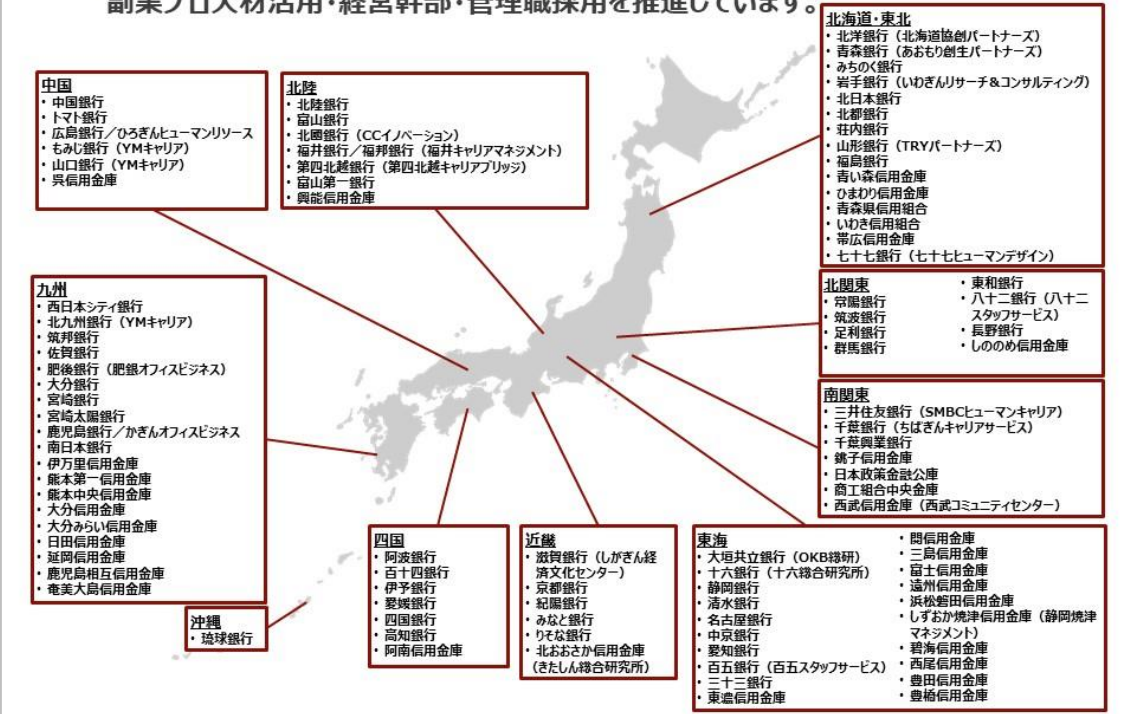 副業プロ人材活用・経営幹部・管理職採用を推進しています。
北海道・東北
・ 北洋銀行（北海道協創パートナーズ）
・ 青森銀行（あおもり創生パートナーズ）
・ みちのく銀行
・ 岩手銀行（いわぎんリサーチ&コンサルティング）
・ 北日本銀行
・ 北都銀行
・ 荘内銀行
・ 山形銀行（TRYパートナーズ）
・ 福島銀行
・ 青い森信用金庫
・ ひまわり信用金庫
・ 青森県信用組合
・ いわき信用組合
・ 帯広信用金庫
・ 七十七銀行（七十七ヒューマンデザイン）
中国
・ 中国銀行
・ トマト銀行
・ 広島銀行／ひろぎんヒューマンリソース
・ もみじ銀行（YMキャリア）
・ 山口銀行（YMキャリア）
・ 呉信用金庫
北陸
・ 北陸銀行
・ 富山銀行
・ 北國銀行（CCイノベーション）
・ 福井銀行／福邦銀行（福井キャリアマネジメント）
・ 第四北越銀行（第四北越キャリアブリッジ）
・ 富山第一銀行
・ 興能信用金庫
北関東
・ 常陽銀行
・ 筑波銀行
・ 足利銀行
・ 群馬銀行
・ 東和銀行
・ 八十二銀行（八十二
スタッフサービス）
・ 長野銀行
・ しののめ信用金庫
九州
・ 西日本シティ銀行
・ 北九州銀行（YMキャリア）
・ 筑邦銀行
・ 佐賀銀行
・ 肥後銀行（肥銀オフィスビジネス）
・ 大分銀行
・ 宮崎銀行
・ 宮崎太陽銀行
・ 鹿児島銀行／かぎんオフィスビジネス
・ 南日本銀行
・ 伊万里信用金庫
・ 熊本第一信用金庫
・ 熊本中央信用金庫
・ 大分信用金庫
・ 大分みらい信用金庫
・ 日田信用金庫
・ 延岡信用金庫
・ 鹿児島相互信用金庫
・ 奄美大島信用金庫
南関東
・ 三井住友銀行（SMBCヒューマンキャリア）
・ 千葉銀行（ちばぎんキャリアサービス）
・ 千葉興業銀行
・ 銚子信用金庫
・ 日本政策金融公庫
・ 商工組合中央金庫
・ 西武信用金庫（西武コミュニティセンター）
沖縄
・ 琉球銀行
四国
・ 阿波銀行
・ 百十四銀行
・ 伊予銀行
・ 愛媛銀行
・ 四国銀行
・ 高知銀行
・ 阿南信用金庫
近畿
・ 滋賀銀行（しがぎん経
済文化センター）
・ 京都銀行
・ 紀陽銀行
・ みなと銀行
・ りそな銀行
・ 北おおさか信用金庫
（きたしん総合研究所）
東海
・ 大垣共立銀行（OKB総研）
・ 十六銀行（十六総合研究所）
・ 静岡銀行
・ 清水銀行
・ 名古屋銀行
・ 中京銀行
・ 愛知銀行
・ 百五銀行（百五スタッフサービス）
・ 三十三銀行
・ 東濃信用金庫
・ 関信用金庫
・ 三島信用金庫
・ 富士信用金庫
・ 遠州信用金庫
・ 浜松磐田信用金庫
・ しずおか焼津信用金庫（静岡焼津
マネジメント）
・ 碧海信用金庫
・ 西尾信用金庫
・ 豊田信用金庫
・ 豊橋信用金庫